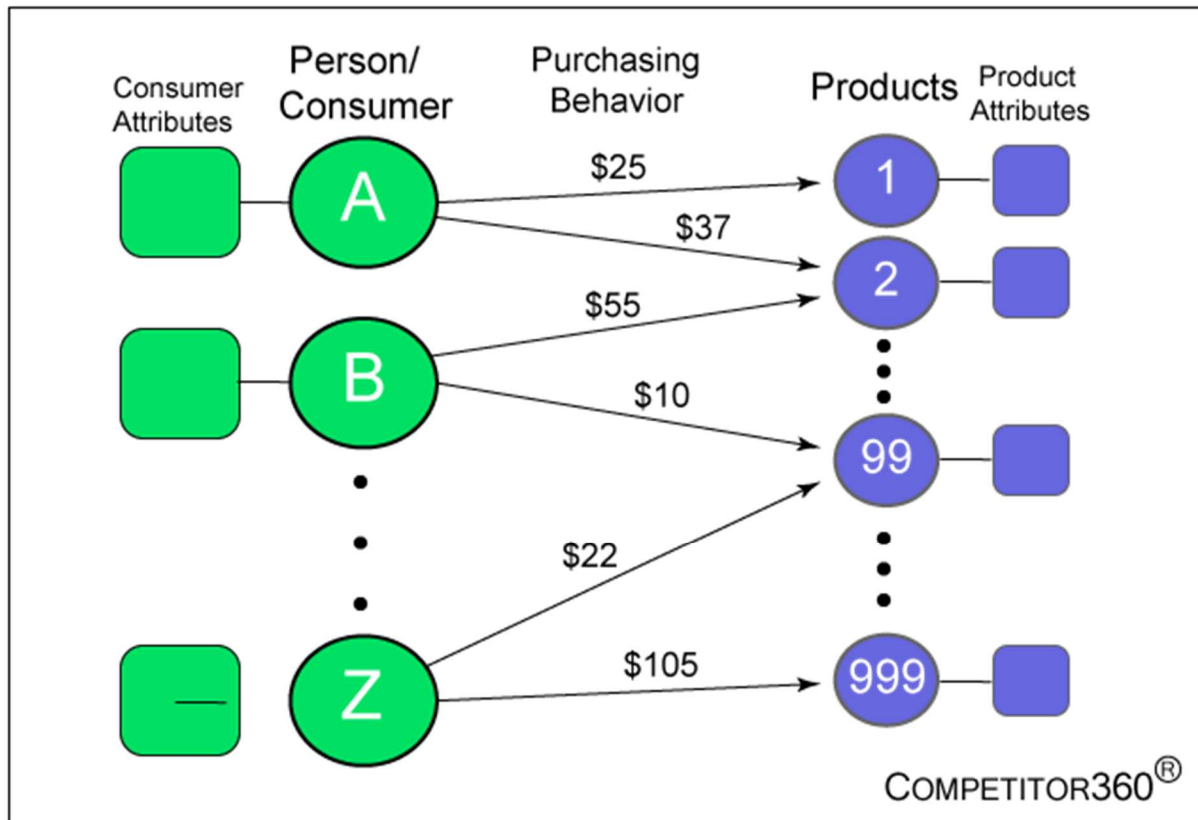 Consumer
Attributes
Person/
Consumer
Purchasing
Behavior
Products
Product
Attributes
A
$25
1
$37
2
B
$55
$10
99
$22
Z
$105
999
COMPETITOR360®